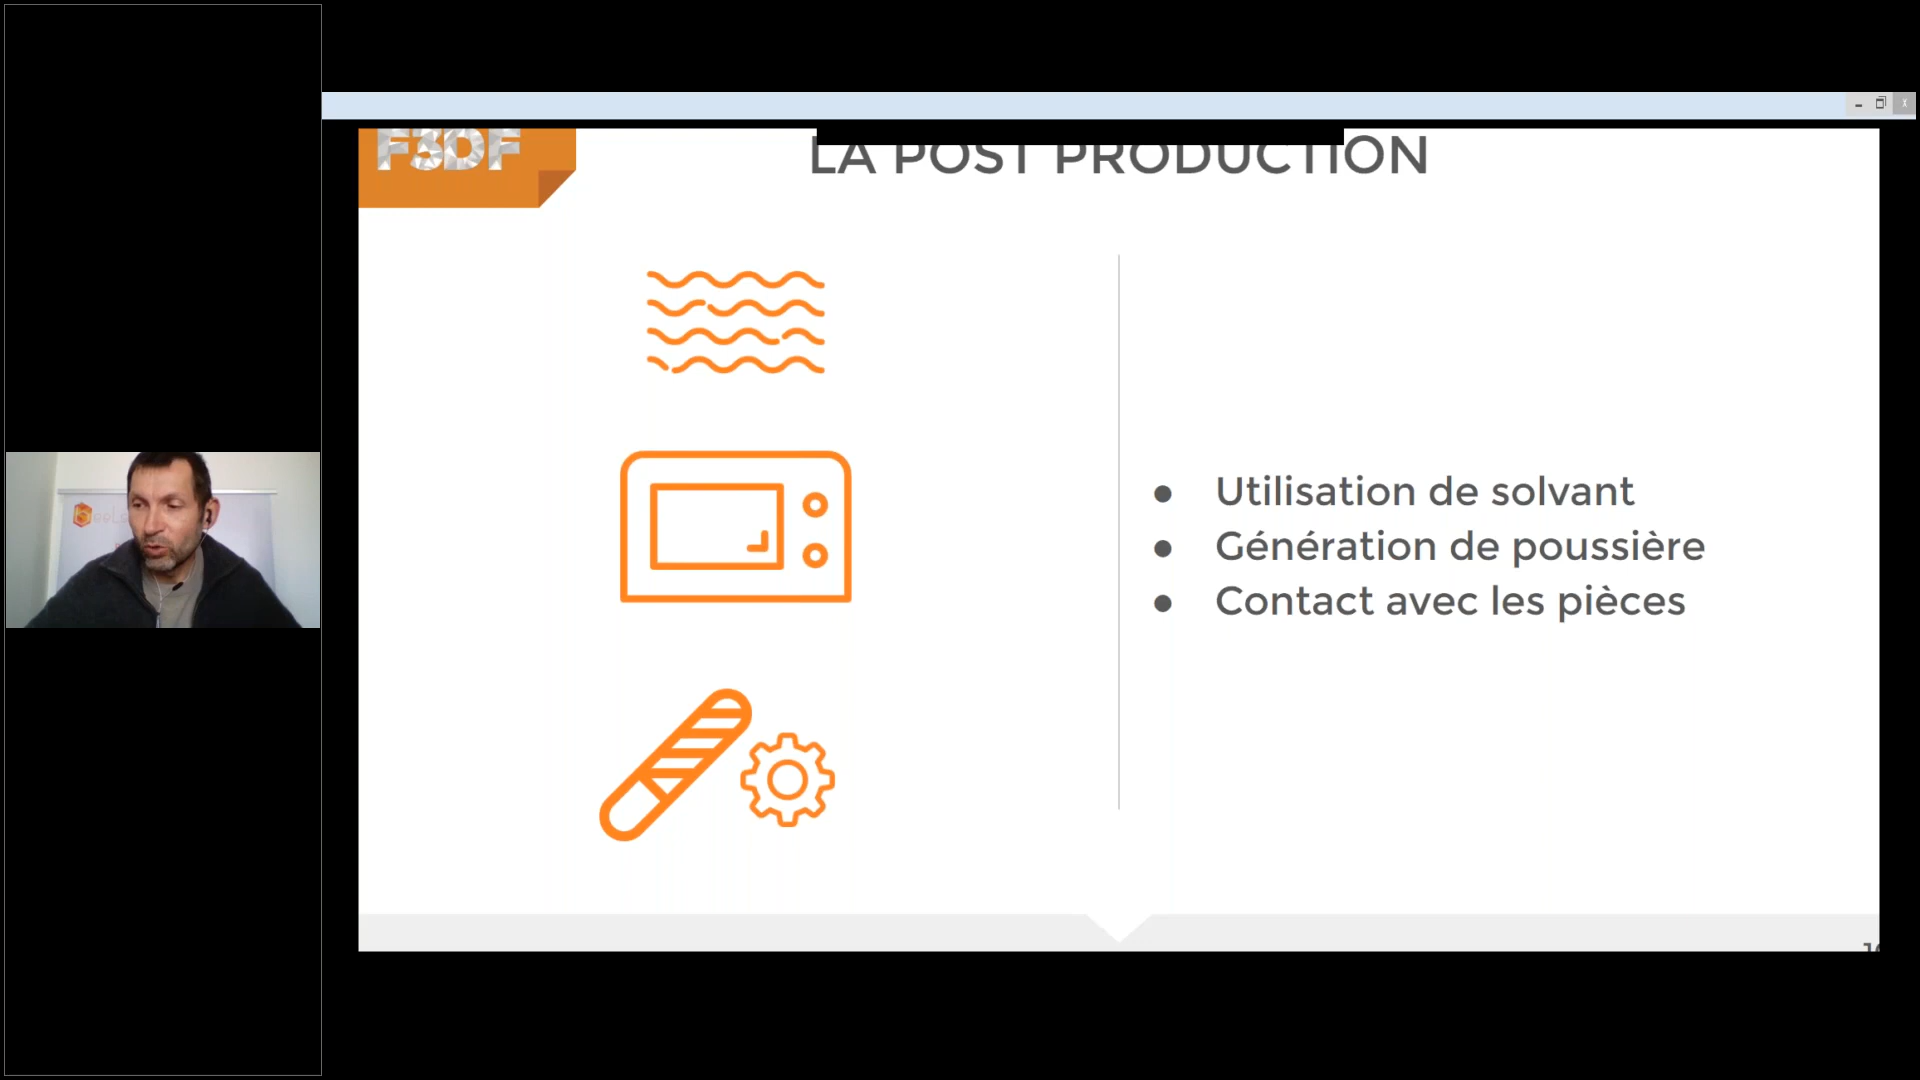 F3DF
LA POST PRODUCTION
● Utilisation de solvant
● Génération de poussière
● Contact avec les pièces